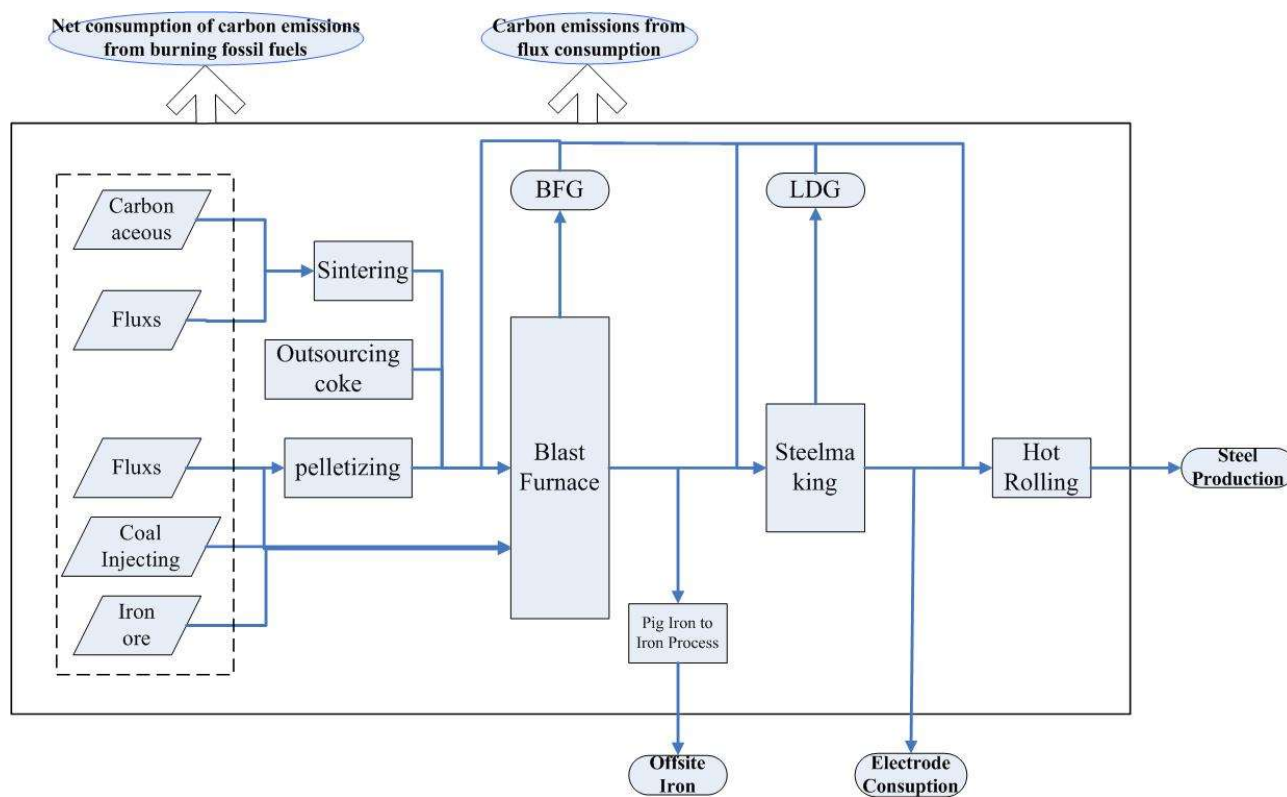 Net consumption of carbon emissions
from burning fossil fuels
Carbon emissions from
flux consumption
BFG
LDG
Carbon
aceous
Sintering
Fluxs
Outsourcing
coke
Fluxs
pelletizing
Blast
Furnace
Steelma
king
Hot
Rolling
Steel
Production
Coal
Injecting
Iron
ore
Pig Iron to
Iron Process
Offsite
Iron
Electrode
Consuption